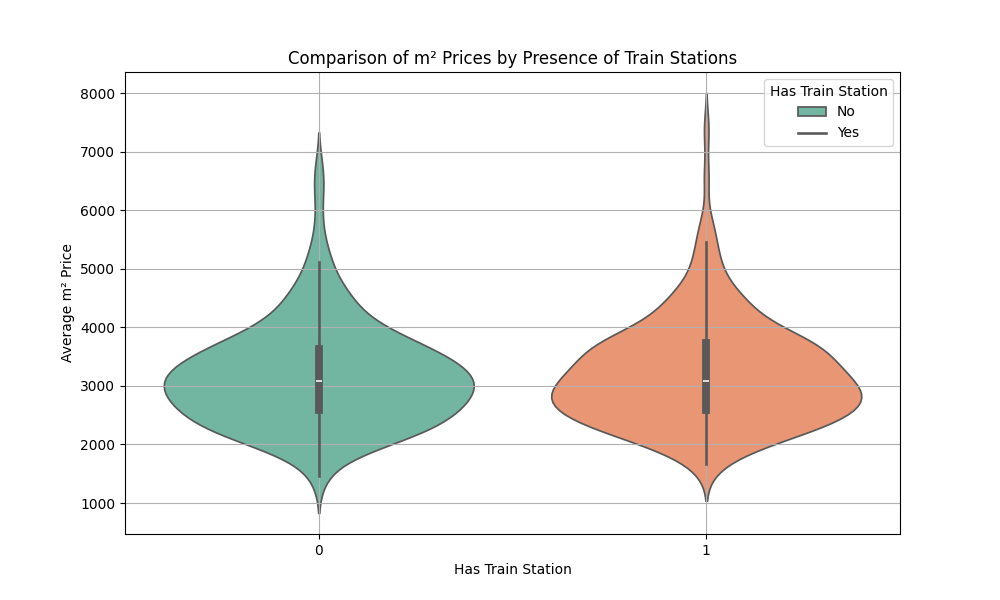 Comparison of m² Prices by Presence of Train Stations
Has Train Station
No
Yes
8000
7000
6000
5000
4000
3000
2000
1000
Average m² Price
0
1
Has Train Station